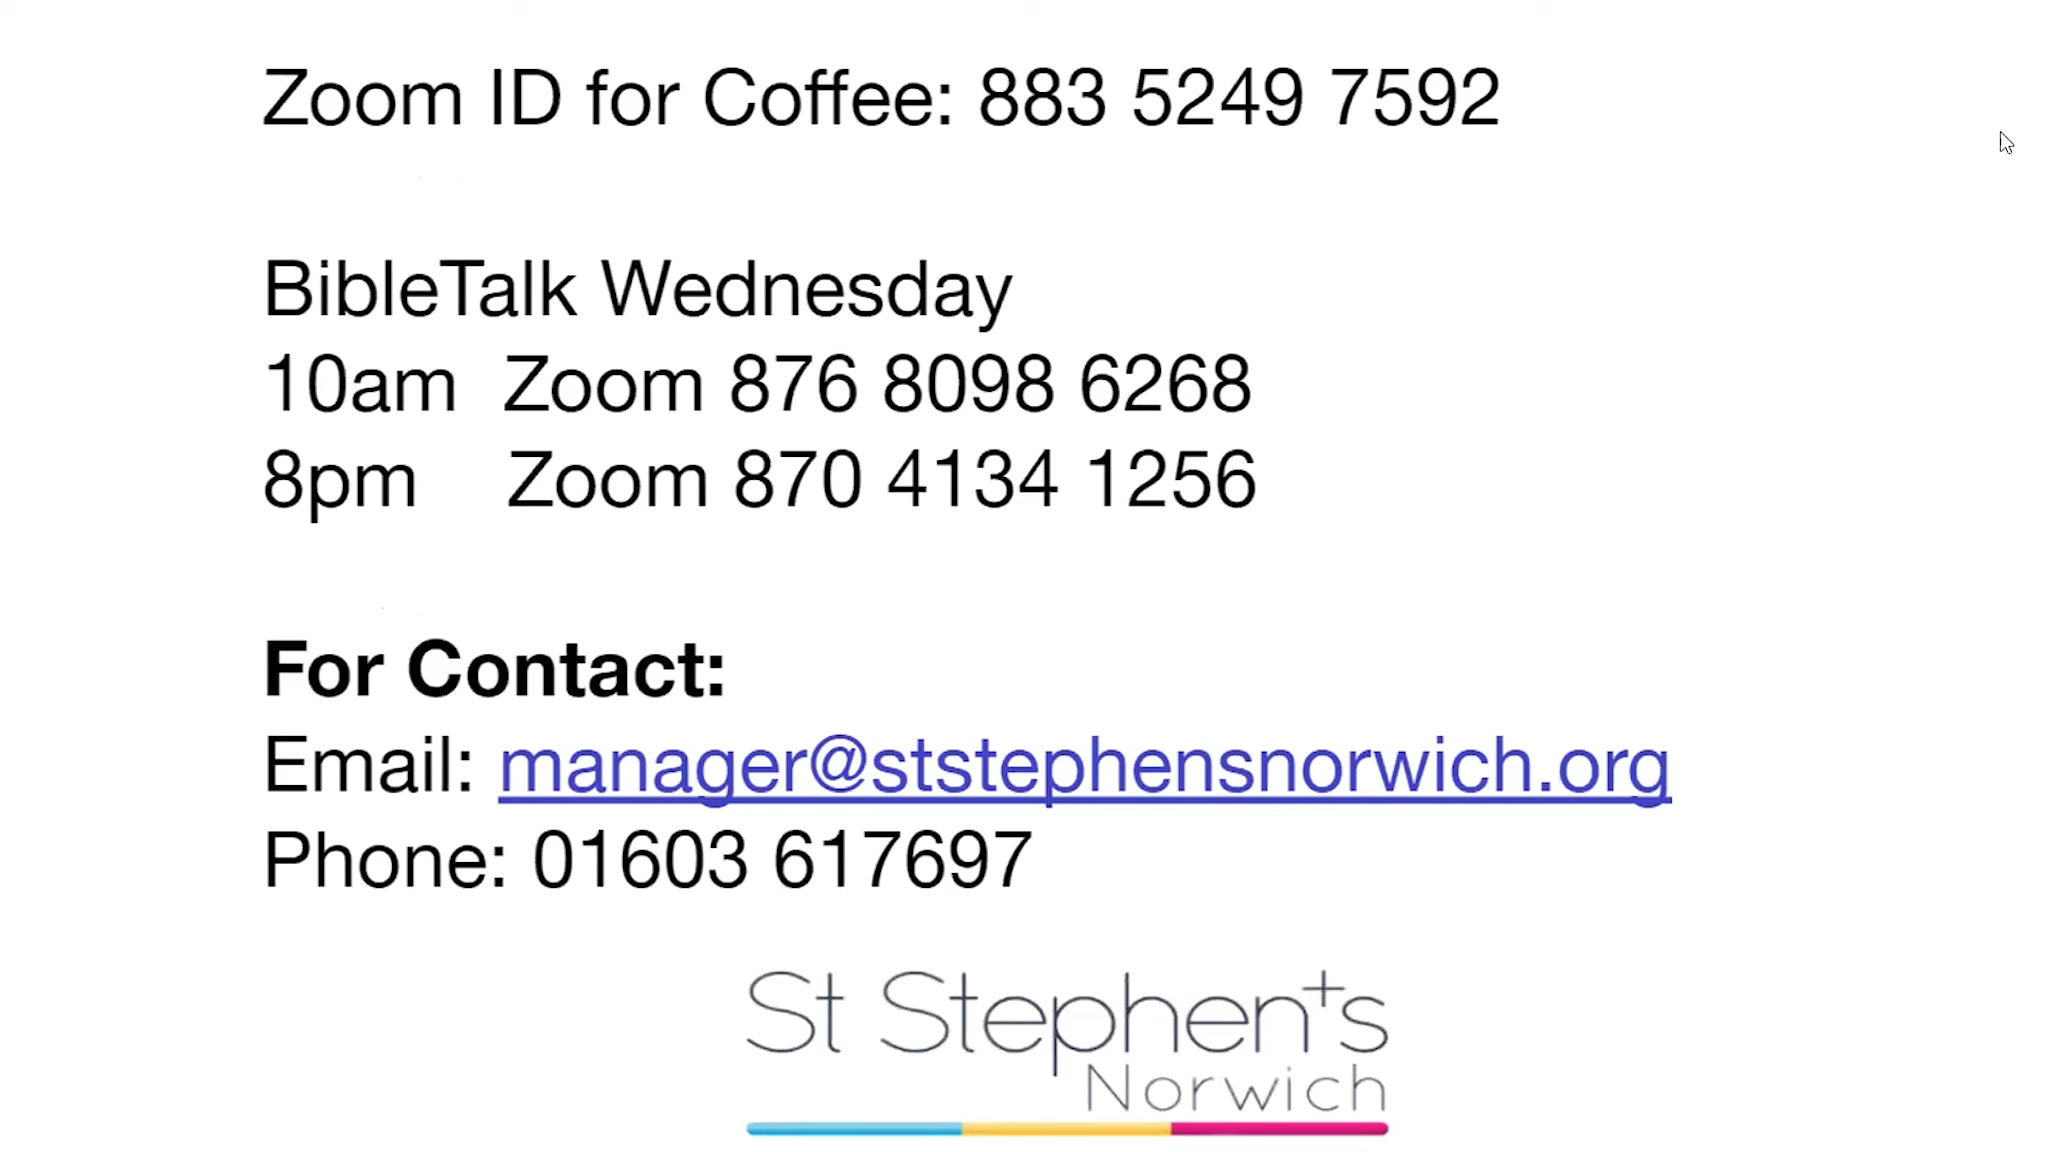 Zoom ID for Coffee: 883 5249 7592
BibleTalk Wednesday
10am Zoom 876 8098 6268
8pm Zoom 870 4134 1256
For Contact:
Email: manager@ststephensnorwich.org
Phone: 01603 617697
St Stephen's
Norwich